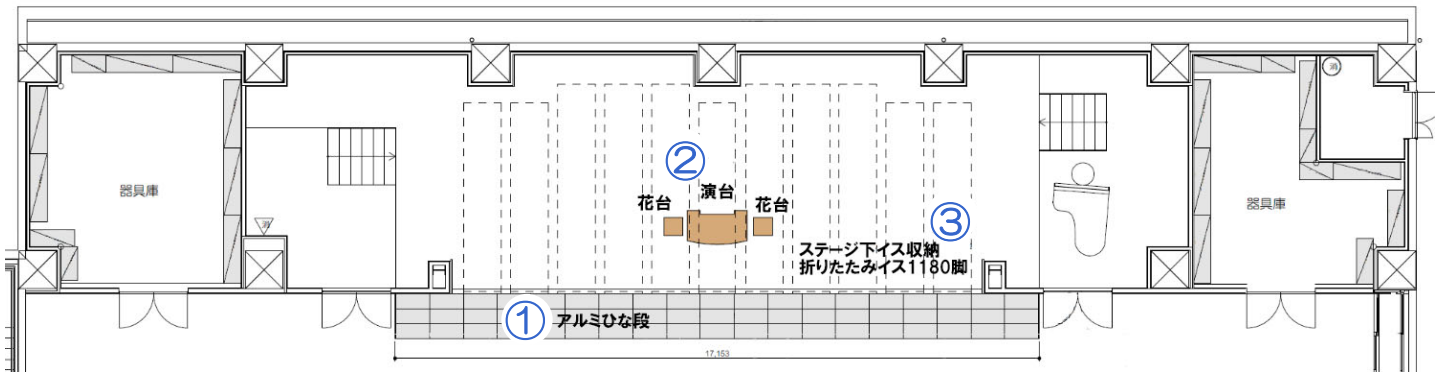 消
器具庫
消
②
花台
演台
花台
③
ステージ下イス収納
折りたたみイス1180脚
器具庫
①
アルミひな段
17,153